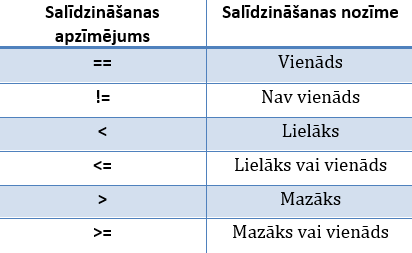 Salīdzināšanas apzīmējums Salīdzināšanas nozīme
== Vienāds
!= Nav vienāds
< Lielāks
<= Lielāks vai vienāds
> Mazāks
>= Mazāks vai vienāds